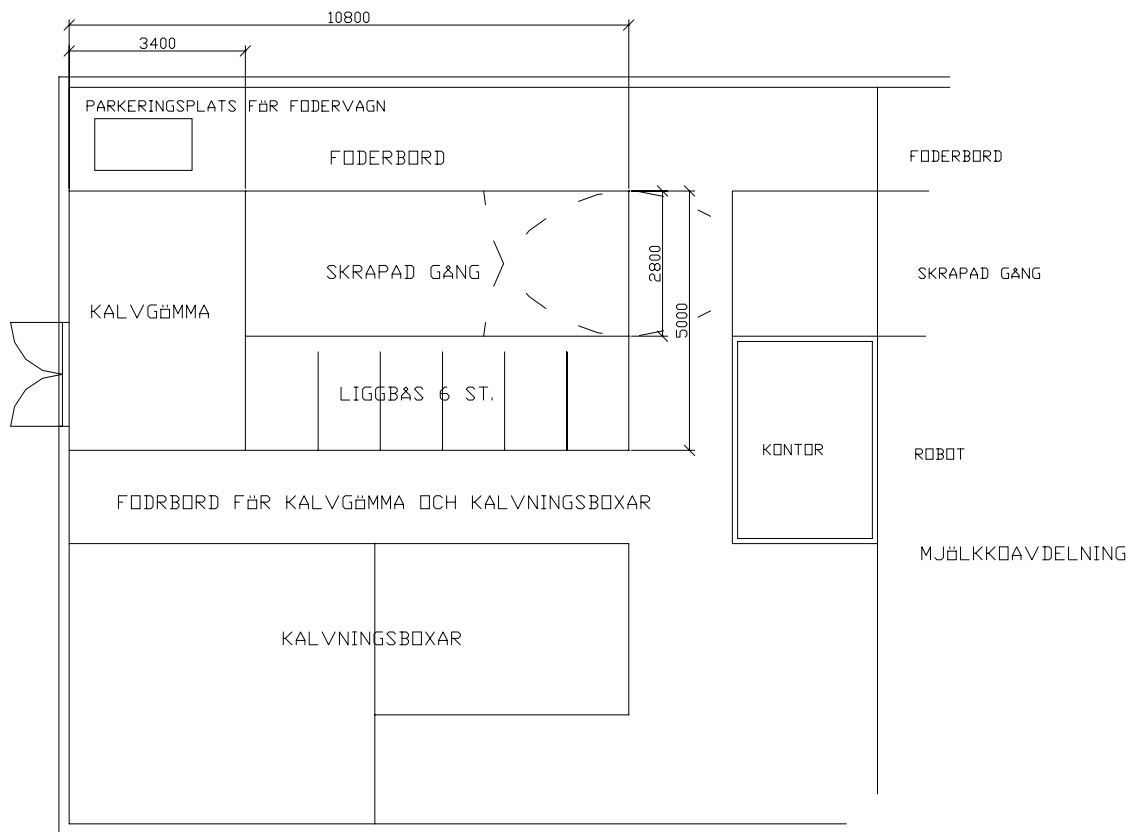 10800
3400
PARKERINGSPLATS FÖR FODERVAGN
FODERBORD
FODERBORD
SKRAPAD GÅNG
2800
SKRAPAD GÅNG
KALVGÖMMA
5000
LIGGBÅS 6 ST.
KONTOR
ROBOT
FODRBORD FÖR KALVGÖMMA OCH KALVNINGSBOXAR
MJÖLKKOAVDELNING
KALVNINGSBOXAR